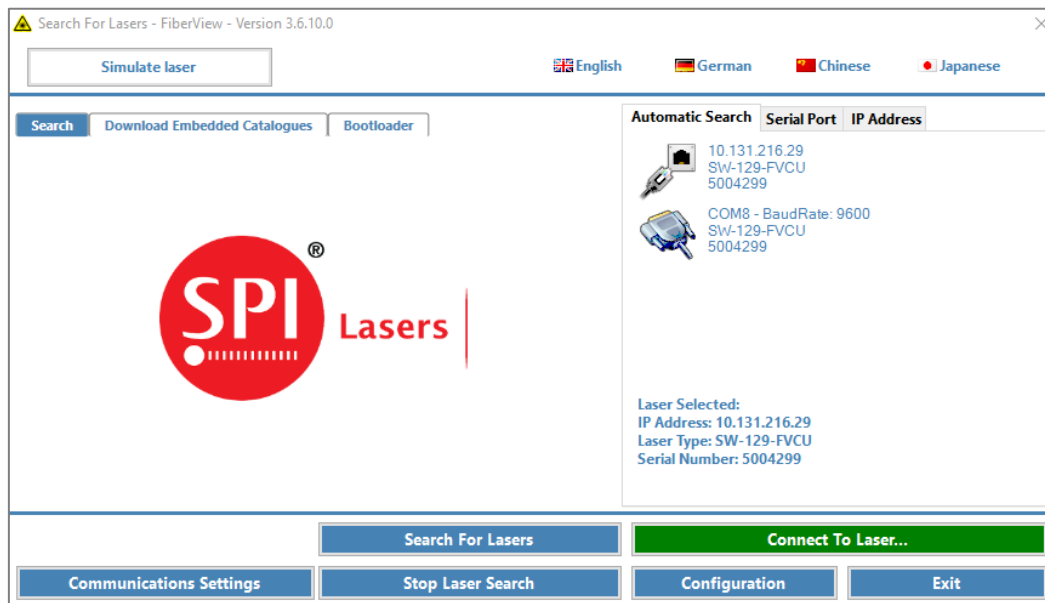 Search For Lasers - FiberView - Version 3.6.10.0
Simulate laser
English
German
Chinese
Japanese
Search
Download Embedded Catalogues
Bootloader
Automatic Search
Serial Port
IP Address
10.131.216.29
SW-129-FVCU
5004299
COM8 - BaudRate: 9600
SW-129-FVCU
5004299
SPI
®
Lasers
Laser Selected:
IP Address: 10.131.216.29
Laser Type: SW-129-FVCU
Serial Number: 5004299
Search For Lasers
Connect To Laser...
Communications Settings
Stop Laser Search
Configuration
Exit